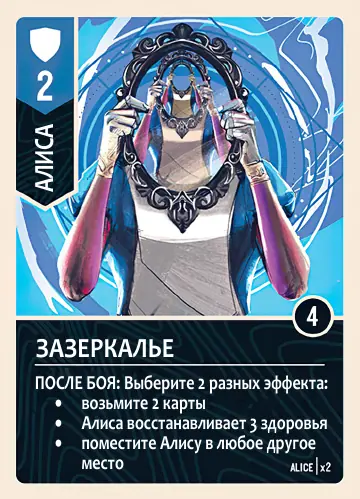 2
АЛИСА
4
ЗАЗЕРКАЛЬЕ
ПОСЛЕ БОЯ: Выберите 2 разных эффекта:
• возьмите 2 карты
• Алиса восстанавливает 3 здоровья
• поместите Алису в любое другое
место
ALICE | x2